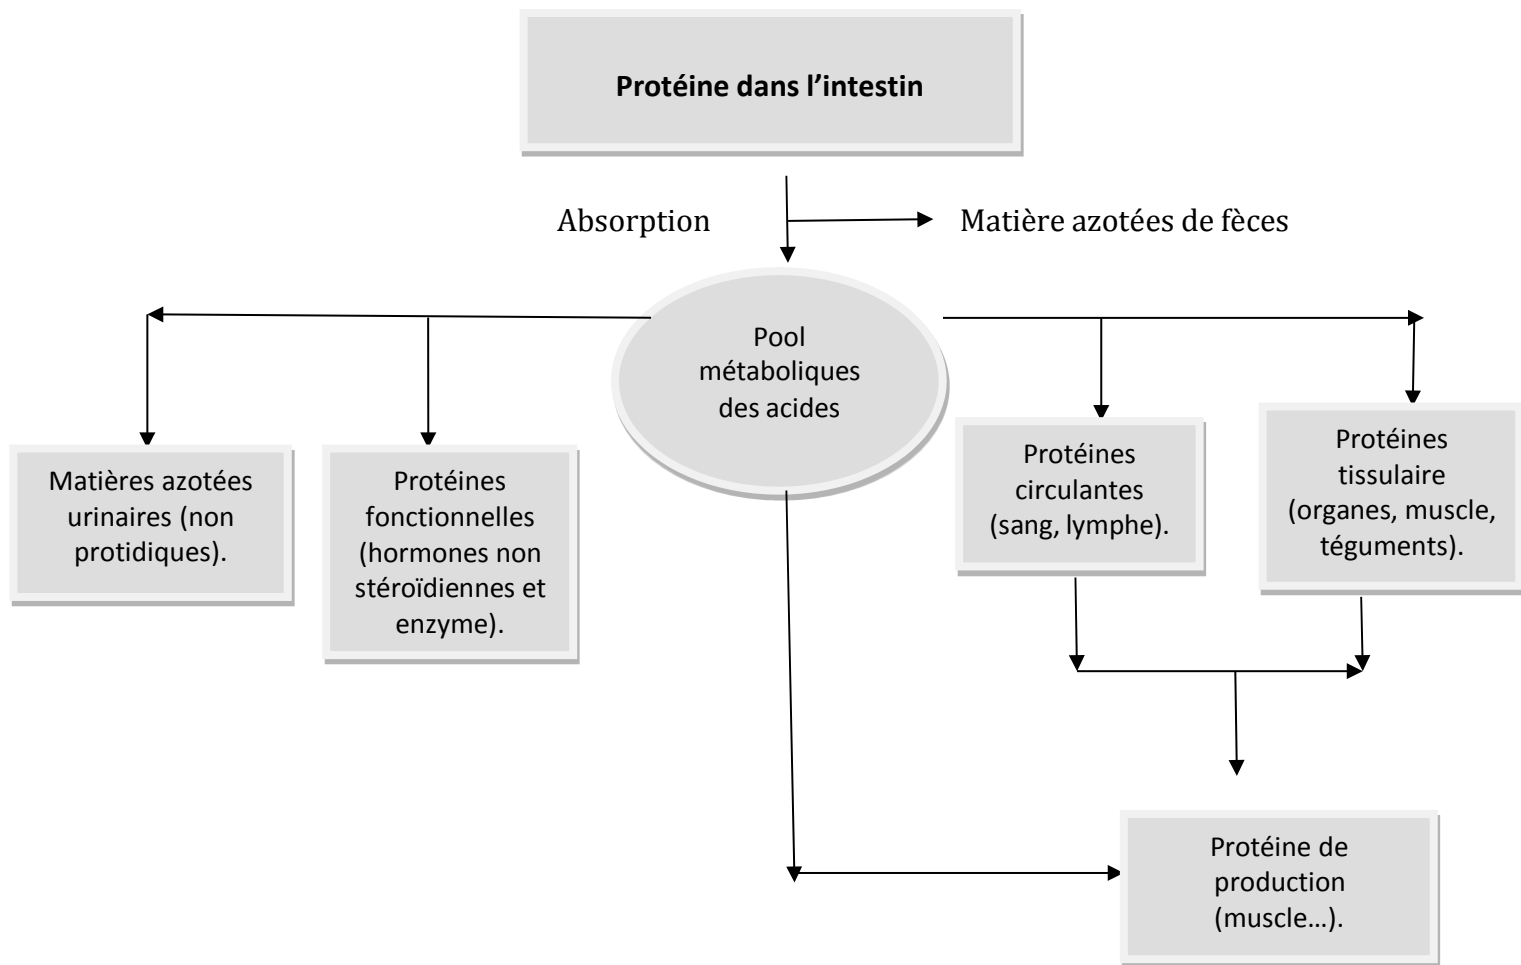 Protéine dans l’intestin
Absorption
Matière azotées de fèces
Pool
métaboliques
des acides
Matières azotées
urinaires (non
protidiques).
Protéines
fonctionnelles
(hormones non
stéroïdiennes et
enzyme).
Protéines
circulantes
(sang, lymphe).
Protéines
tissulaire
(organes, muscle,
téguments).
Protéine de
production
(muscle…).